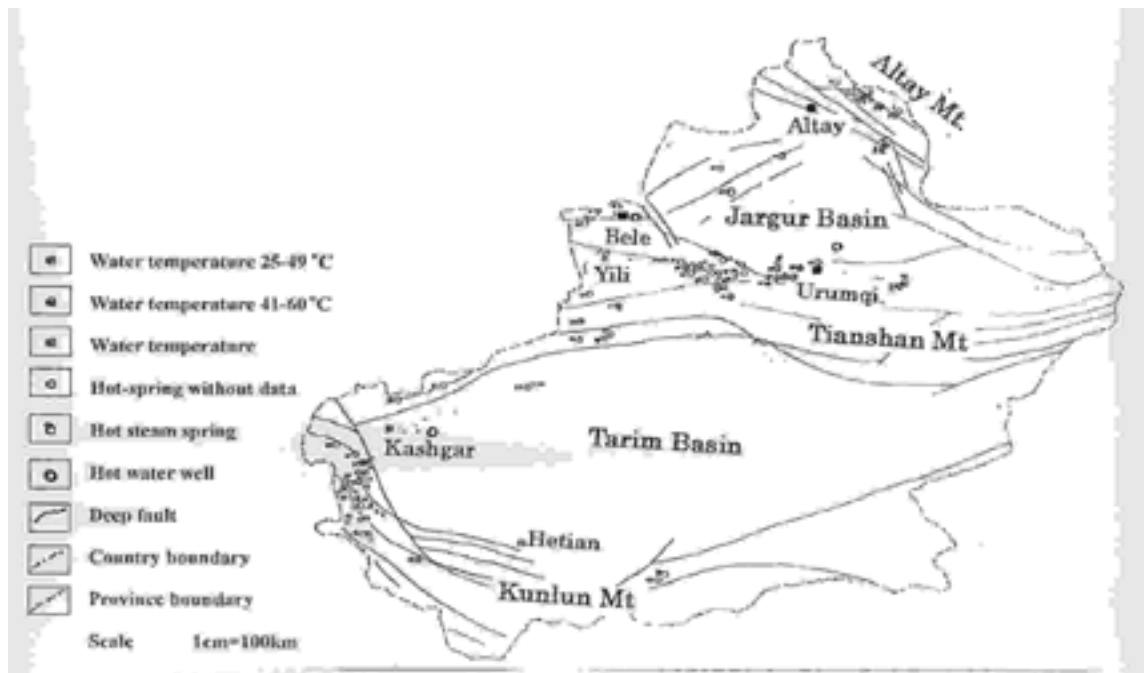 Altay Mt.
Altay
Jargur Basin
Bele
Yili
Urumqi
Tianshan Mt
Tarim Basin
Kashgar
Hetian
Kunlun Mt
Water temperature 25-49 °C
Water temperature 41-60 °C
Water temperature
Hot-spring without data
Hot steam spring
Hot water well
Deep fault
Country boundary
Province boundary
Scale 1cm=100km